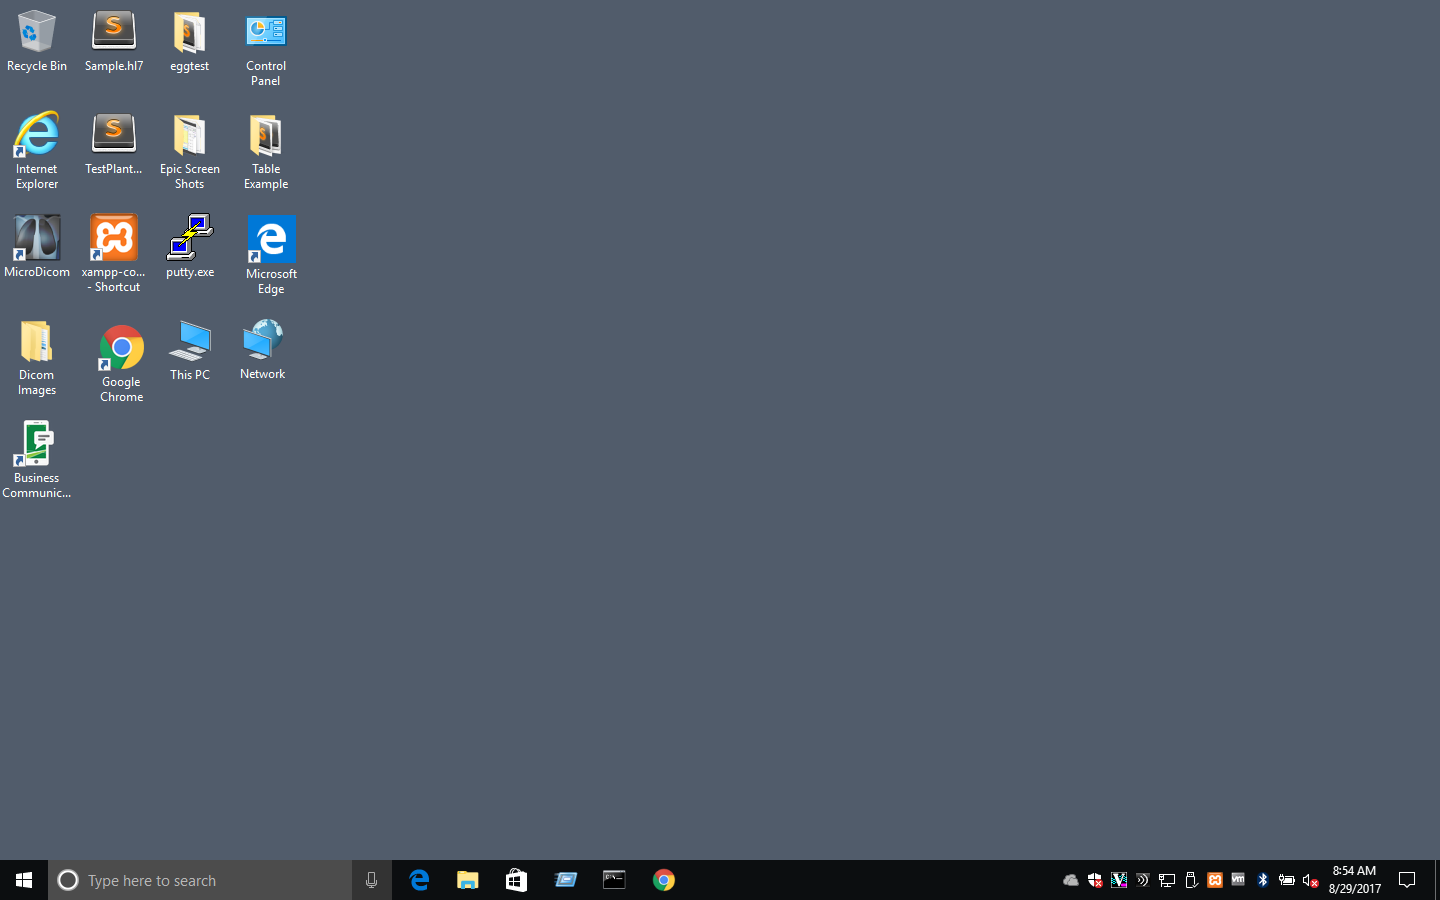 Recycle Bin
Sample.hl7
eggtest
Control
Panel
Internet
Explorer
TestPlant...
Epic Screen
Shots
Table
Example
MicroDicom
xampp-co...
- Shortcut
putty.exe
Microsoft
Edge
Dicom
Images
Google
Chrome
This PC
Network
Business
Communic...
Type here to search
8:54 AM
8/29/2017